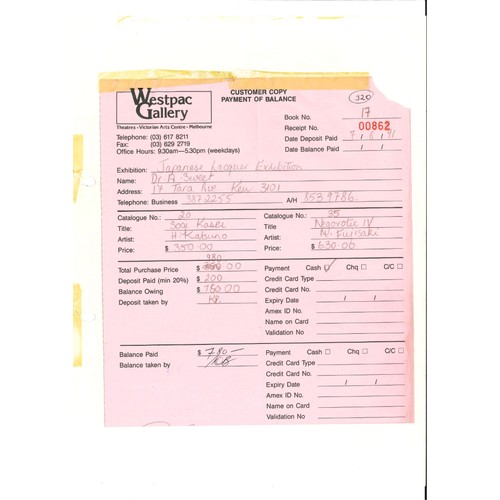 Westpac Gallery
Theatres - Victorian Arts Centre - Melbourne
Telephone: (03) 617 8211
Fax: (03) 629 2719
Office Hours: 9.30am—5.30pm (weekdays)
CUSTOMER COPY
PAYMENT OF BALANCE
320
Book No. 17
Receipt No. 00862
Date Deposit Paid 7 / 8 / 91
Date Balance Paid / /
Exhibition: Japanese Lacquer Exhibition
Name: Dr A. Sweet
Address: 17 Tara Ave Kew 3101
Telephone: Business 387 2255 A/H 853 9786
Catalogue No.: 20 Catalogue No.: 35
Title Title Negorotic IV
Artist: H Kabuno Artist: N. Fujisaki
Price: $ 350.00 Price: $ 630.00
980
Total Purchase Price $ 00 Payment Cash ☑ Chq ☐ C/C ☐
Deposit Paid (min 20%) $ 200 Credit Card Type
Balance Owing $ 780.00 Credit Card No.
Deposit taken by Expiry Date / /
Amex ID No.
Name on Card
Validation No
Balance Paid $ 780 — Payment Cash ☐ Chq ☐ C/C ☐
Balance taken by Credit Card Type
Credit Card No.
Expiry Date / /
Amex ID No.
Name on Card
Validation No